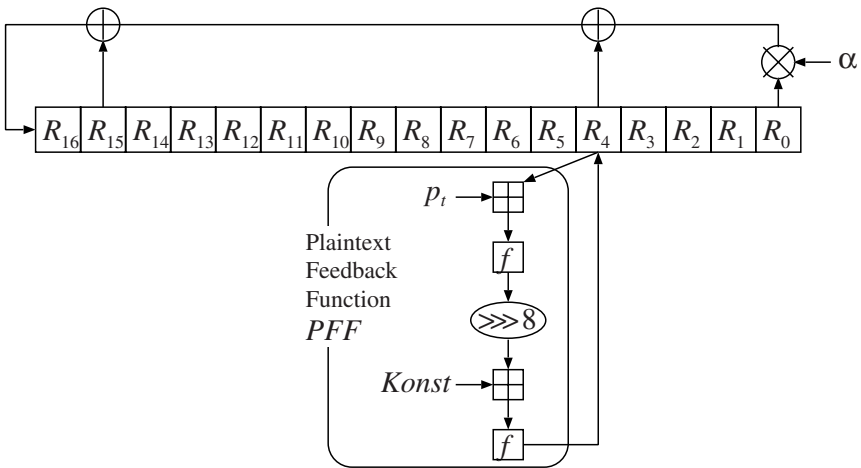 α
R₁₆ R₁₅ R₁₄ R₁₃ R₁₂ R₁₁ R₁₀ R₉ R₈ R₇ R₆ R₅ R₄ R₃ R₂ R₁ R₀
pₜ
Plaintext
Feedback
Function
PFF
f
⋙ 8
Konst
f